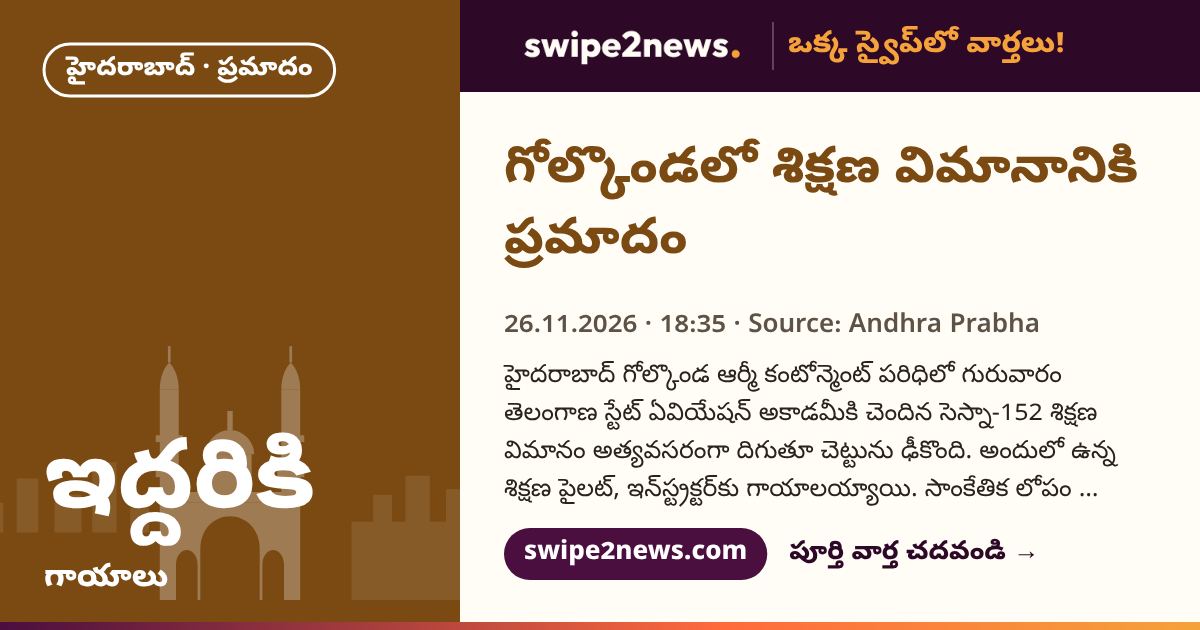 హైదరాబాద్ · ప్రమాదం
ఇద్దరికి
గాయాలు
swipe2news.
ఒక్క స్వైప్‌లో వార్తలు!
గోల్కొండలో శిక్షణ విమానానికి
ప్రమాదం
26.11.2026 · 18:35 · Source: Andhra Prabha
హైదరాబాద్ గోల్కొండ ఆర్మీ కంటోన్మెంట్ పరిధిలో గురువారం
తెలంగాణ స్టేట్ ఏవియేషన్ అకాడమీకి చెందిన సెస్నా-152 శిక్షణ
విమానం అత్యవసరంగా దిగుతూ చెట్టును ఢీకొంది. అందులో ఉన్న
శిక్షణ పైలట్, ఇన్‌స్ట్రక్టర్‌కు గాయాలయ్యాయి. సాంకేతిక లోపం ...
swipe2news.com
పూర్తి వార్త చదవండి →